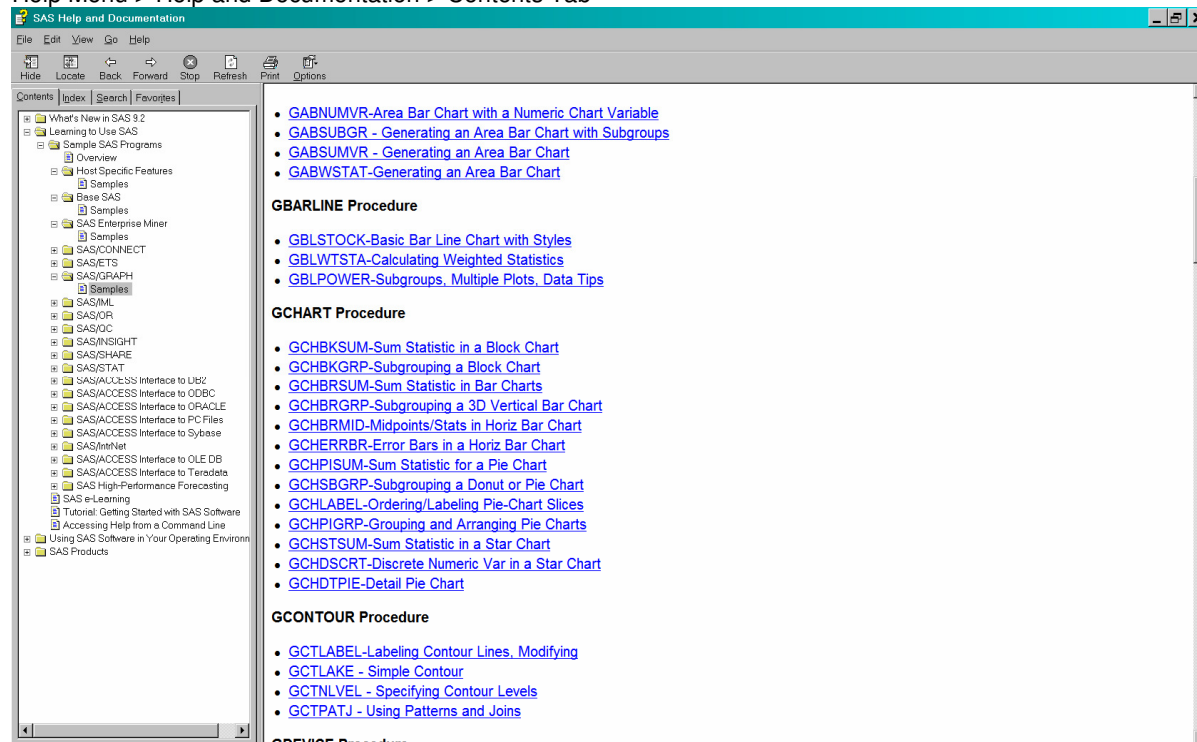 Help Menu > Help and Documentation > Contents Tab
SAS Help and Documentation
File Edit View Go Help
Hide Locate Back Forward Stop Refresh Print Options
Contents Index Search Favorites
What's New in SAS 9.2
Learning to Use SAS
Sample SAS Programs
Overview
Host Specific Features
Samples
Base SAS
Samples
SAS Enterprise Miner
Samples
SAS/CONNECT
SAS/ETS
SAS/GRAPH
Samples
SAS/IML
SAS/OR
SAS/QC
SAS/INSIGHT
SAS/SHARE
SAS/STAT
SAS/ACCESS Interface to DB2
SAS/ACCESS Interface to ODBC
SAS/ACCESS Interface to ORACLE
SAS/ACCESS Interface to PC Files
SAS/ACCESS Interface to Sybase
SAS/IntrNet
SAS/ACCESS Interface to OLE DB
SAS/ACCESS Interface to Teradata
SAS High-Performance Forecasting
SAS e-Learning
Tutorial: Getting Started with SAS Software
Accessing Help from a Command Line
Using SAS Software in Your Operating Environn
SAS Products
• GABNUMVR-Area Bar Chart with a Numeric Chart Variable
• GABSUBGR - Generating an Area Bar Chart with Subgroups
• GABSUMVR - Generating an Area Bar Chart
• GABWSTAT-Generating an Area Bar Chart
GBARLINE Procedure
• GBLSTOCK-Basic Bar Line Chart with Styles
• GBLWTSTA-Calculating Weighted Statistics
• GBLPOWER-Subgroups, Multiple Plots, Data Tips
GCHART Procedure
• GCHBKSUM-Sum Statistic in a Block Chart
• GCHBKGRP-Subgrouping a Block Chart
• GCHBRSUM-Sum Statistic in Bar Charts
• GCHBRGRP-Subgrouping a 3D Vertical Bar Chart
• GCHBRMID-Midpoints/Stats in Horiz Bar Chart
• GCHERRBR-Error Bars in a Horiz Bar Chart
• GCHPISUM-Sum Statistic for a Pie Chart
• GCHSBGRP-Subgrouping a Donut or Pie Chart
• GCHLABEL-Ordering/Labeling Pie-Chart Slices
• GCHPIGRP-Grouping and Arranging Pie Charts
• GCHSTSUM-Sum Statistic in a Star Chart
• GCHDSCRT-Discrete Numeric Var in a Star Chart
• GCHDTPIE-Detail Pie Chart
GCONTOUR Procedure
• GCTLABEL-Labeling Contour Lines, Modifying
• GCTLAKE - Simple Contour
• GCTNLVEL - Specifying Contour Levels
• GCTPATJ - Using Patterns and Joins
GDEVICE Procedure